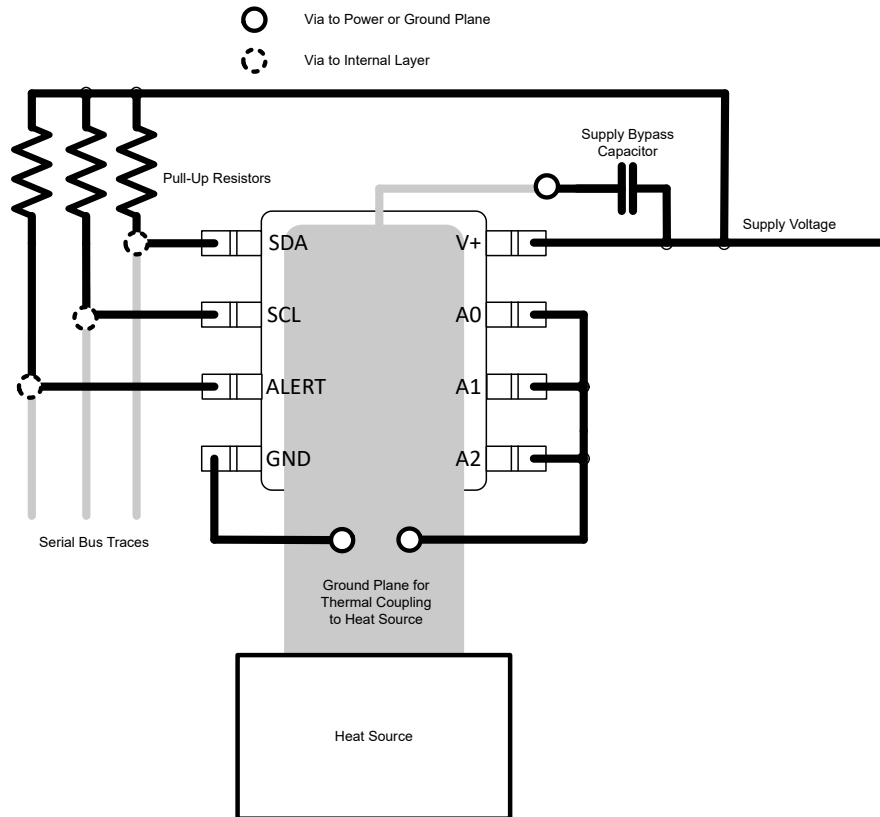 Via to Power or Ground Plane
Via to Internal Layer
Supply Bypass
Capacitor
Pull-Up Resistors
Supply Voltage
SDA
V+
SCL
A0
ALERT
A1
GND
A2
Serial Bus Traces
Ground Plane for
Thermal Coupling
to Heat Source
Heat Source